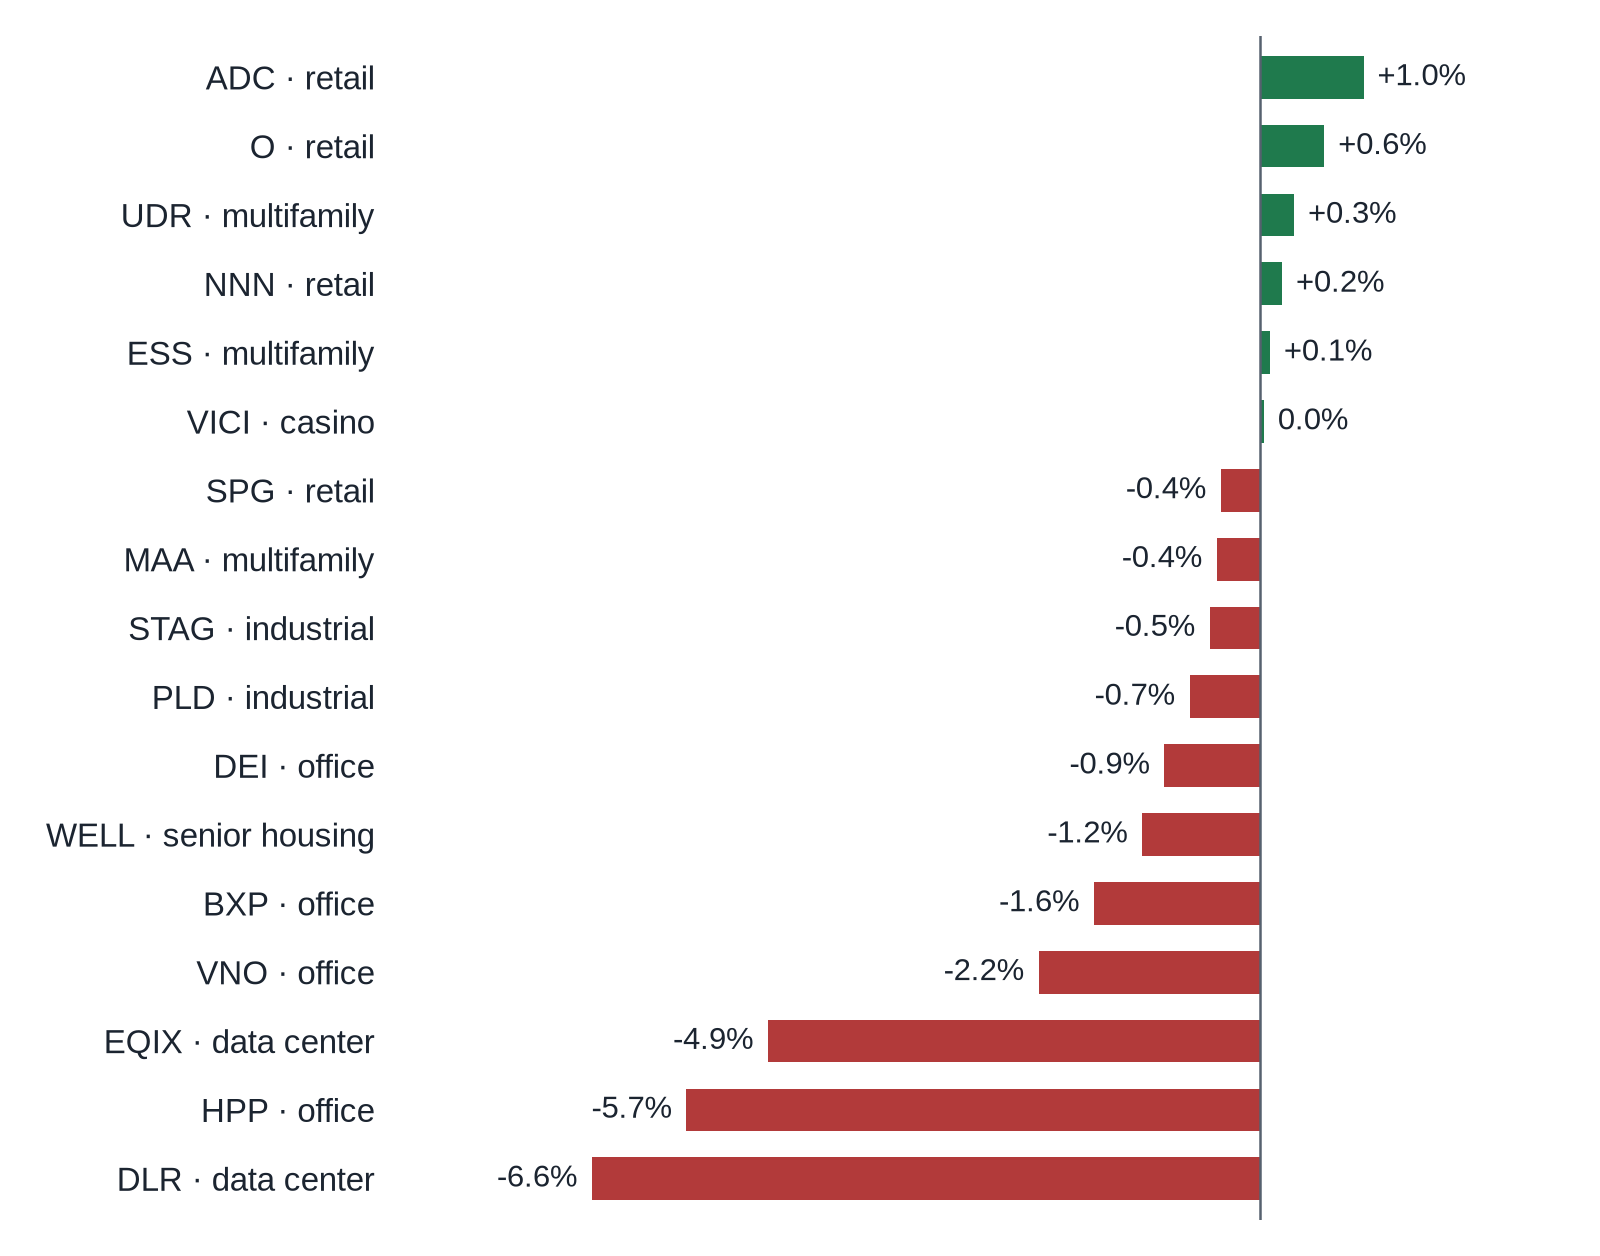 ADC · retail +1.0%
O · retail +0.6%
UDR · multifamily +0.3%
NNN · retail +0.2%
ESS · multifamily +0.1%
VICI · casino 0.0%
SPG · retail -0.4%
MAA · multifamily -0.4%
STAG · industrial -0.5%
PLD · industrial -0.7%
DEI · office -0.9%
WELL · senior housing -1.2%
BXP · office -1.6%
VNO · office -2.2%
EQIX · data center -4.9%
HPP · office -5.7%
DLR · data center -6.6%